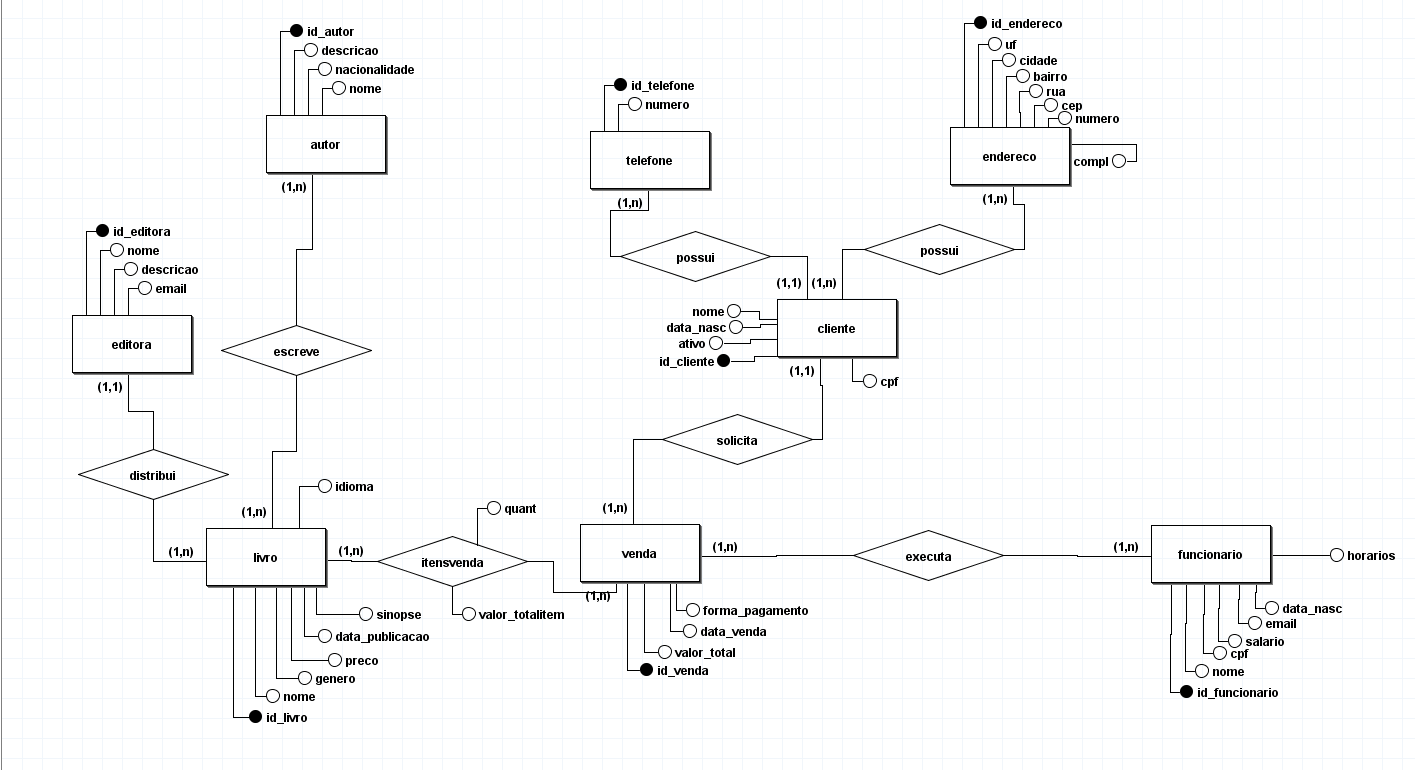 id_autor
descricao
nacionalidade
nome
autor
(1,n)
id_telefone
numero
telefone
(1,n)
id_endereco
uf
cidade
bairro
rua
cep
numero
endereco
compl
(1,n)
possui
possui
(1,1)
(1,n)
id_editora
nome
descricao
email
editora
(1,1)
escreve
nome
data_nasc
ativo
id_cliente
cliente
(1,1)
cpf
solicita
distribui
idioma
(1,n)
(1,n)
livro
(1,n)
quant
itensvenda
valor_totalitem
(1,n)
(1,n)
venda
(1,n)
executa
(1,n)
funcionario
horarios
sinopse
data_publicacao
preco
genero
nome
id_livro
forma_pagamento
data_venda
valor_total
id_venda
data_nasc
email
salario
cpf
nome
id_funcionario